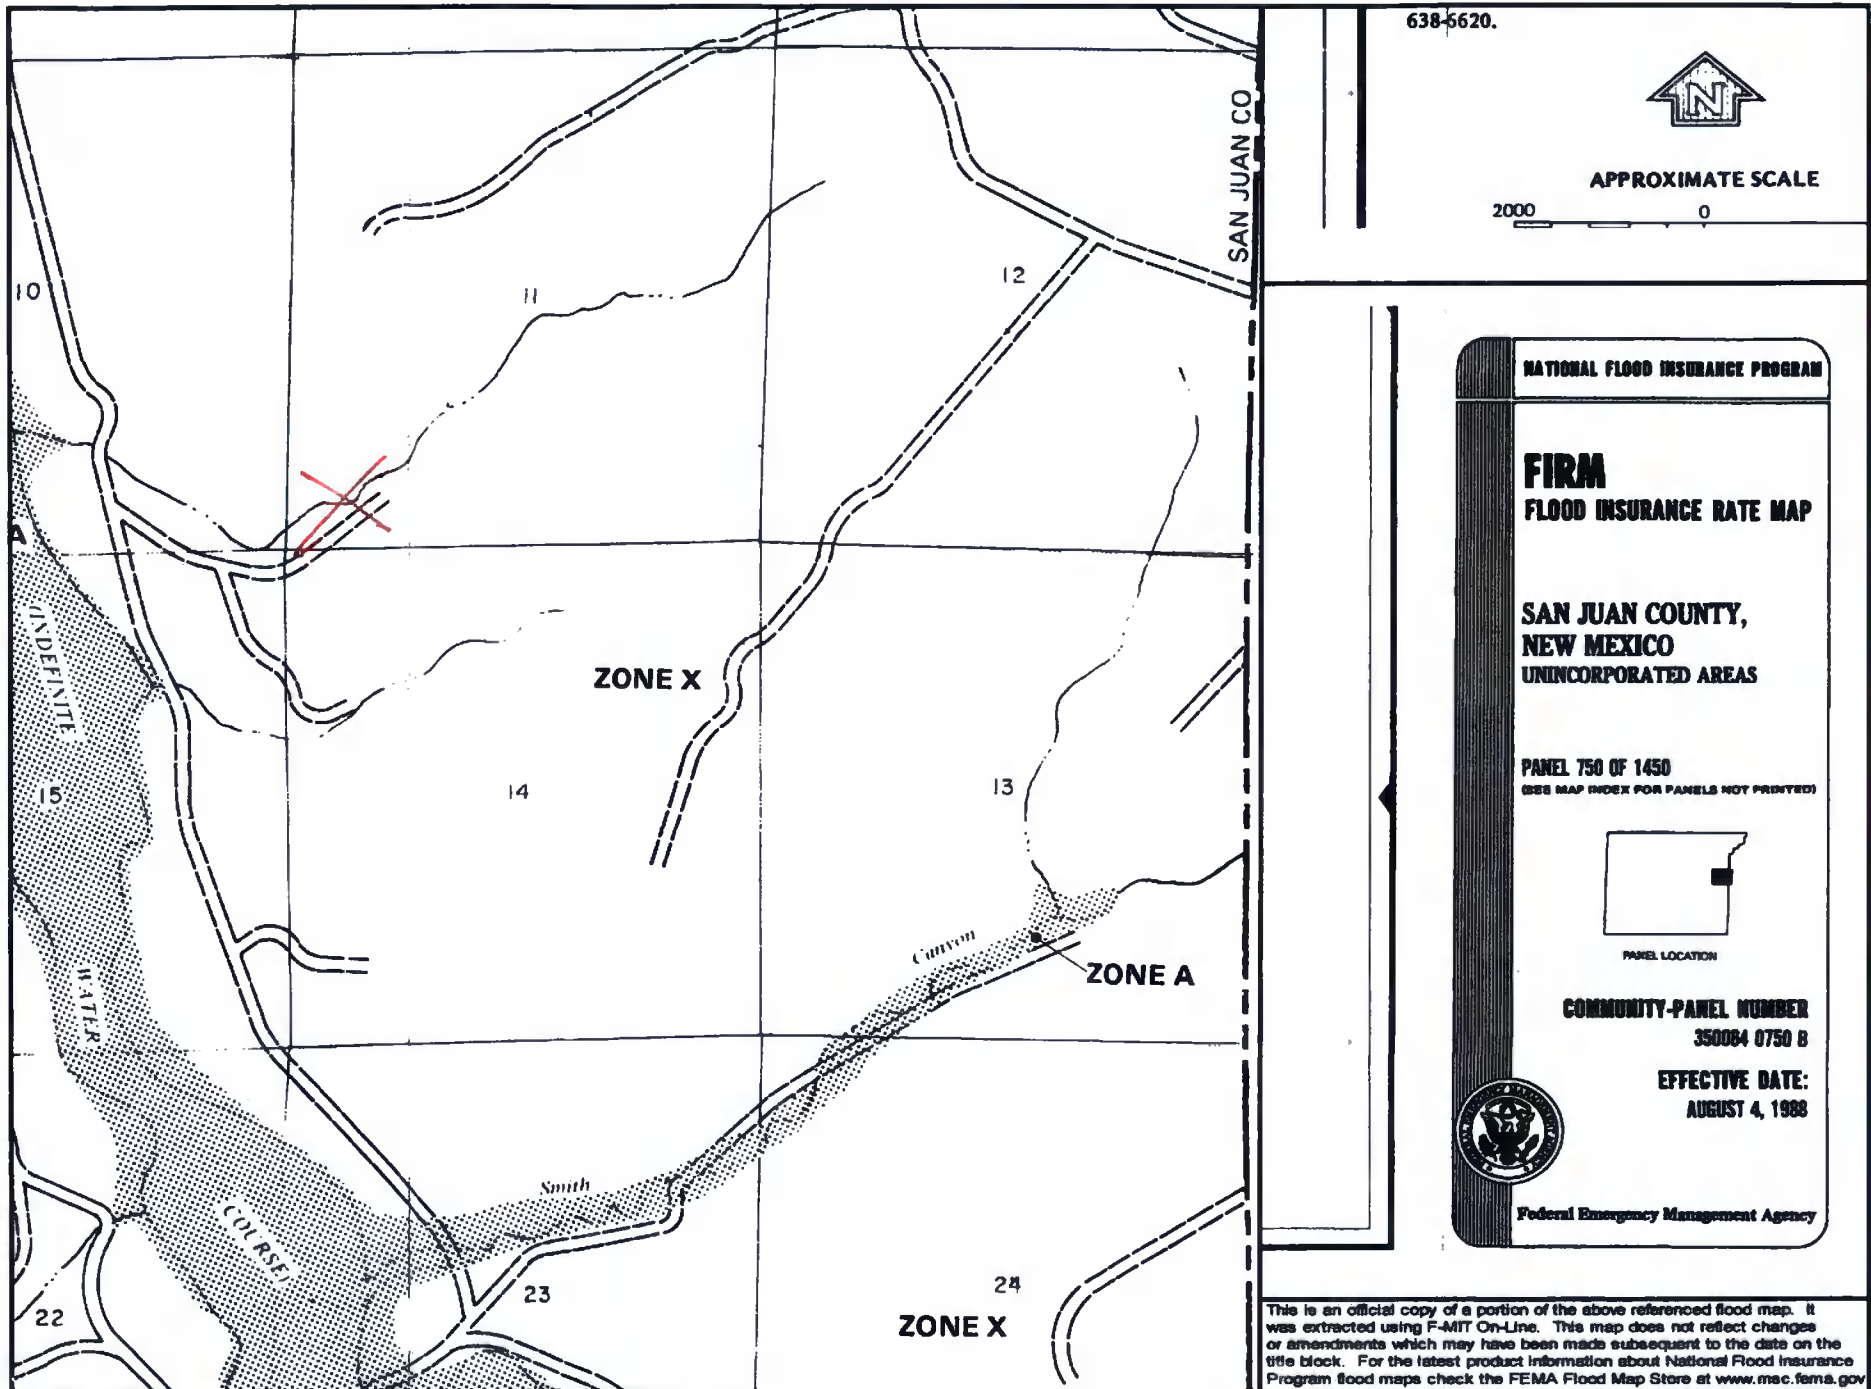 638-6620.
N
APPROXIMATE SCALE
2000 0
SAN JUAN CO
10
11
12
A
(INDEFINITE
ZONE X
15
14
13
WATER
Canyon
ZONE A
Smith
COURSE)
22
23
24
ZONE X
NATIONAL FLOOD INSURANCE PROGRAM
FIRM
FLOOD INSURANCE RATE MAP
SAN JUAN COUNTY,
NEW MEXICO
UNINCORPORATED AREAS
PANEL 750 OF 1450
(SEE MAP INDEX FOR PANELS NOT PRINTED)
PANEL LOCATION
COMMUNITY-PANEL NUMBER
350064 0750 B
EFFECTIVE DATE:
AUGUST 4, 1988
Federal Emergency Management Agency
This is an official copy of a portion of the above referenced flood map. It
was extracted using F-MIT On-Line. This map does not reflect changes
or amendments which may have been made subsequent to the date on the
title block. For the latest product information about National Flood Insurance
Program flood maps check the FEMA Flood Map Store at www.msc.fema.gov